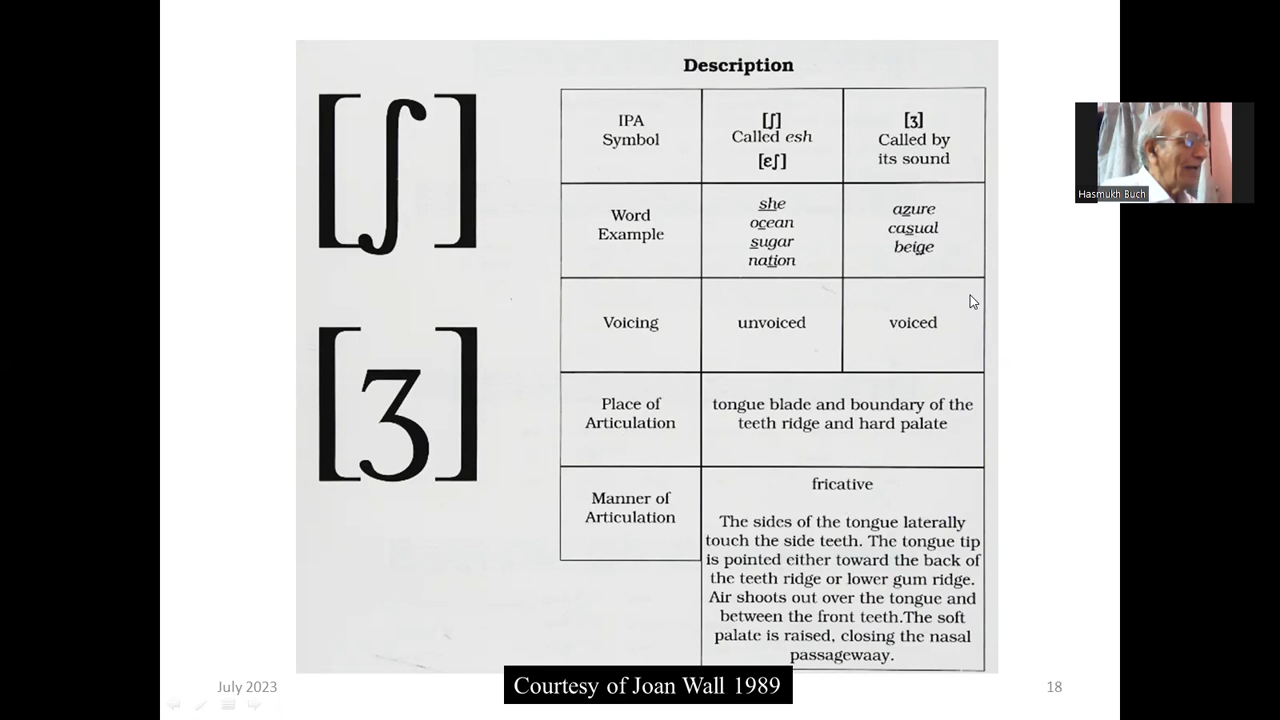 Description
[ʃ]
[ʒ]
IPA
Symbol
[ʃ]
Called esh
[eʃ]
[ʒ]
Called by
its sound
Word
Example
she
ocean
sugar
nation
azure
casual
beige
Voicing
unvoiced
voiced
Place of
Articulation
tongue blade and boundary of the
teeth ridge and hard palate
Manner of
Articulation
fricative
The sides of the tongue laterally
touch the side teeth. The tongue tip
is pointed either toward the back of
the teeth ridge or lower gum ridge.
Air shoots out over the tongue and
between the front teeth.The soft
palate is raised, closing the nasal
passagewaay.
Hasmukh Buch
July 2023
Courtesy of Joan Wall 1989
18